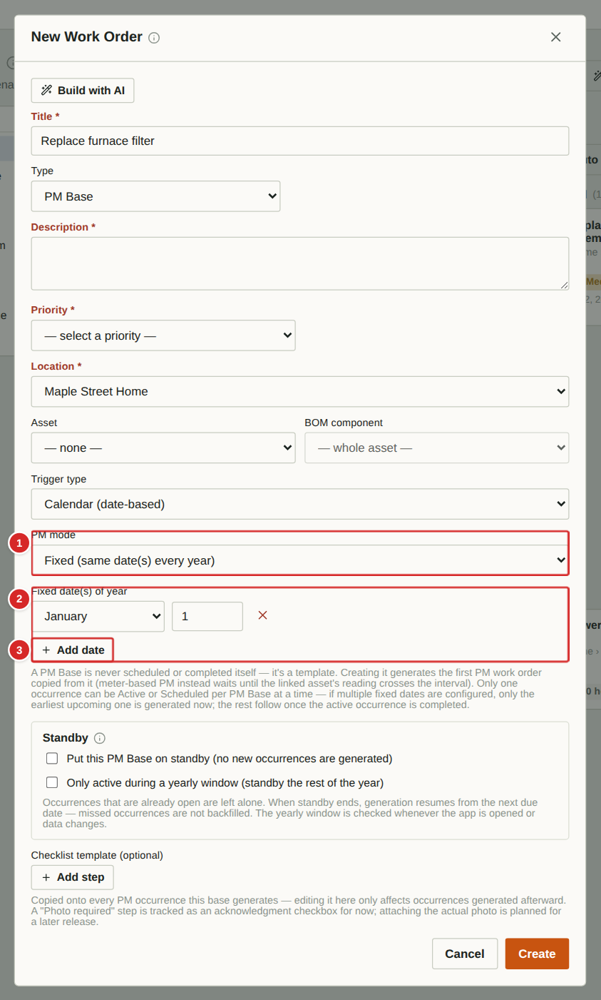 New Work Order
Build with AI
Title *
Replace furnace filter
Type
PM Base
Description *
Priority *
— select a priority —
Location *
Maple Street Home
Asset
BOM component
— none —
— whole asset —
Trigger type
Calendar (date-based)
1
PM mode
Fixed (same date(s) every year)
2
Fixed date(s) of year
January
1
3
+ Add date
A PM Base is never scheduled or completed itself — it's a template. Creating it generates the first PM work order
copied from it (meter-based PM instead waits until the linked asset's reading crosses the interval). Only one
occurrence can be Active or Scheduled per PM Base at a time — if multiple fixed dates are configured, only the
earliest upcoming one is generated now; the rest follow once the active occurrence is completed.
Standby
Put this PM Base on standby (no new occurrences are generated)
Only active during a yearly window (standby the rest of the year)
Occurrences that are already open are left alone. When standby ends, generation resumes from the next due
date — missed occurrences are not backfilled. The yearly window is checked whenever the app is opened or
data changes.
Checklist template (optional)
+ Add step
Copied onto every PM occurrence this base generates — editing it here only affects occurrences generated afterward.
A "Photo required" step is tracked as an acknowledgment checkbox for now; attaching the actual photo is planned for
a later release.
Cancel
Create